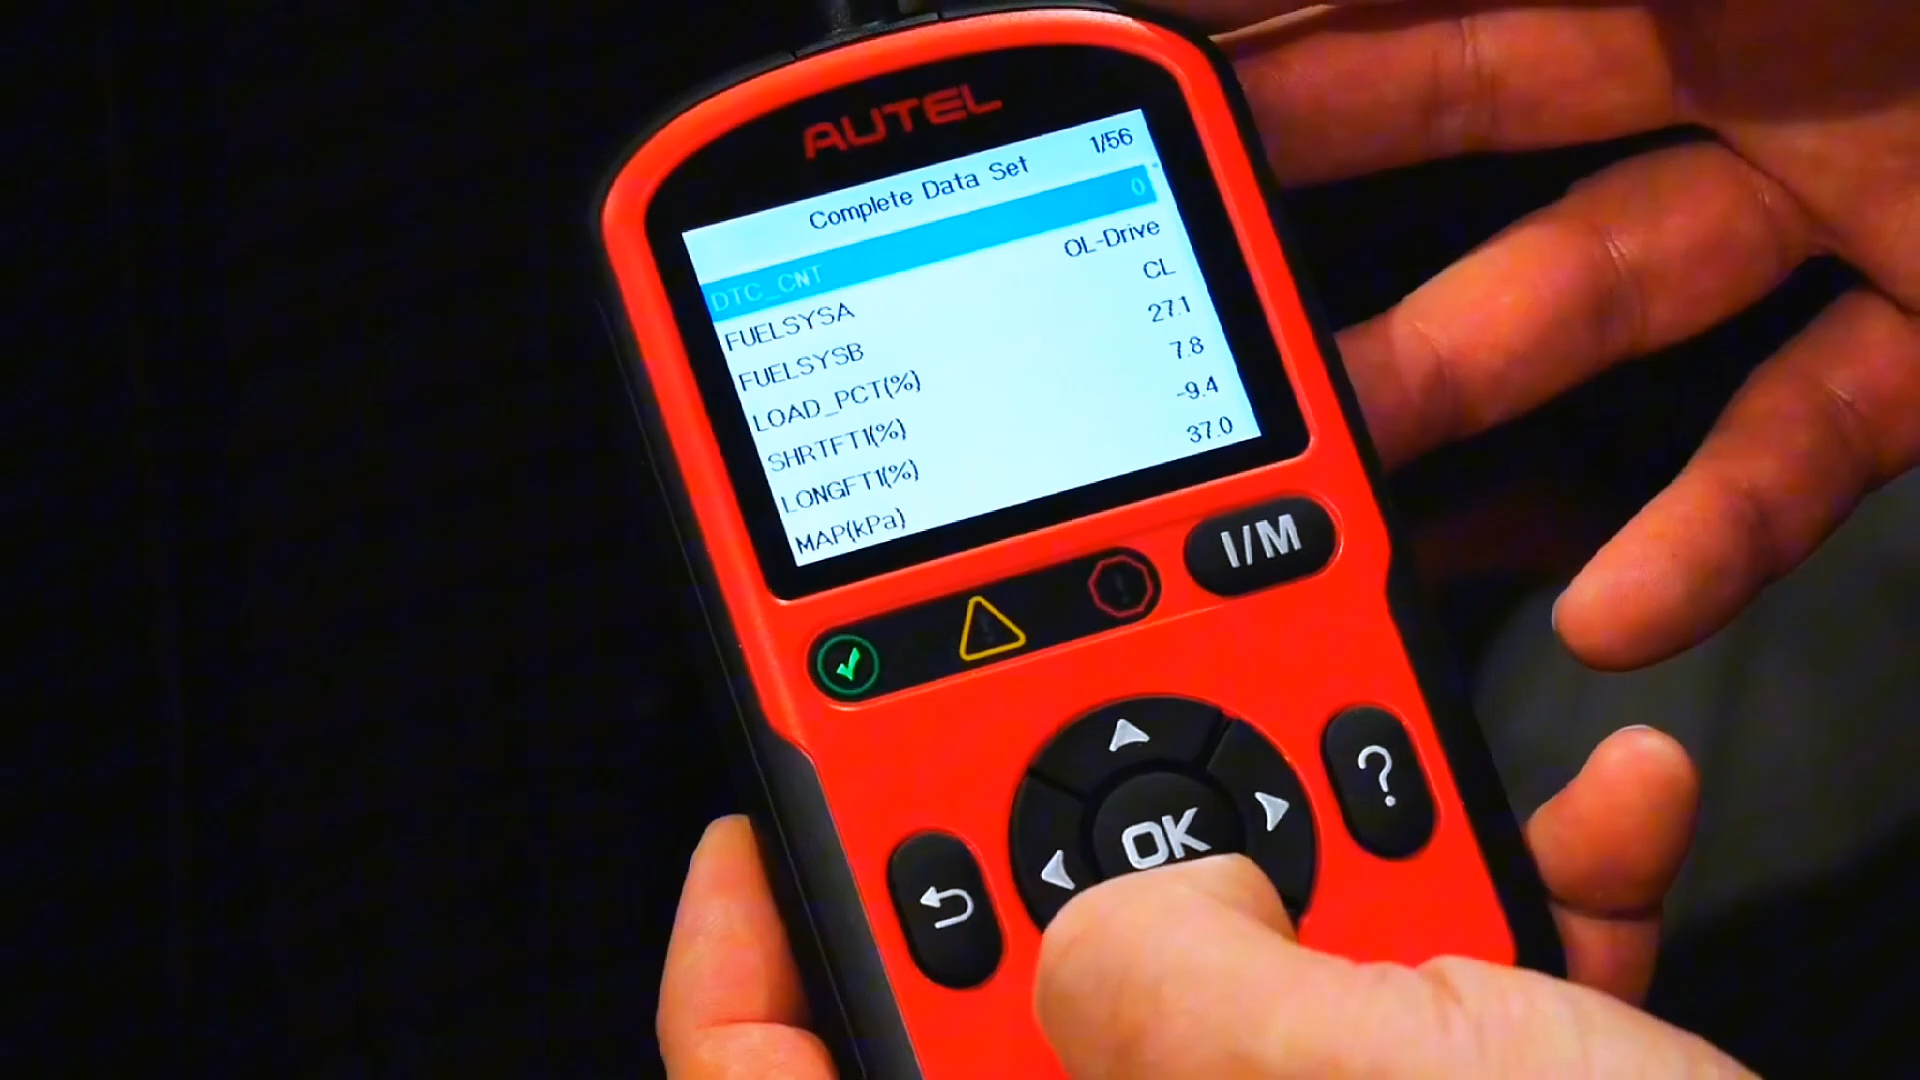 AUTEL
Complete Data Set 1/56
DTC_CNT 0
FUELSYSA OL-Drive
FUELSYSB CL
LOAD_PCT(%) 27.1
SHRTFT1(%) 7.8
LONGFT1(%) -9.4
MAP(kPa) 37.0
I/M
?
OK